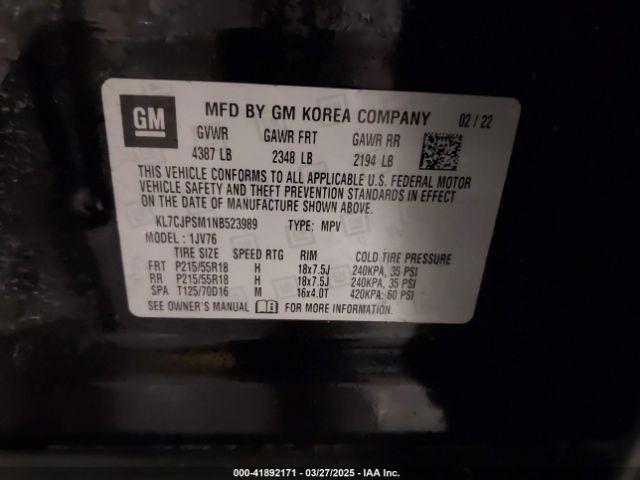 GM MFD BY GM KOREA COMPANY 02 / 22
GVWR GAWR FRT GAWR RR
4387 LB 2348 LB 2194 LB
THIS VEHICLE CONFORMS TO ALL APPLICABLE U.S. FEDERAL MOTOR
VEHICLE SAFETY AND THEFT PREVENTION STANDARDS IN EFFECT
ON THE DATE OF MANUFACTURE SHOWN ABOVE.
KL7CJPSM1NB523989 TYPE: MPV
MODEL : 1JV76
TIRE SIZE SPEED RTG RIM COLD TIRE PRESSURE
FRT P215/55R18 H 18x7.5J 240KPA, 35 PSI
RR P215/55R18 H 18x7.5J 240KPA, 35 PSI
SPA T125/70D16 M 16x4.0T 420KPA, 60 PSI
SEE OWNER'S MANUAL FOR MORE INFORMATION.
000-41892171 | 03/27/2025 | IAA Inc.